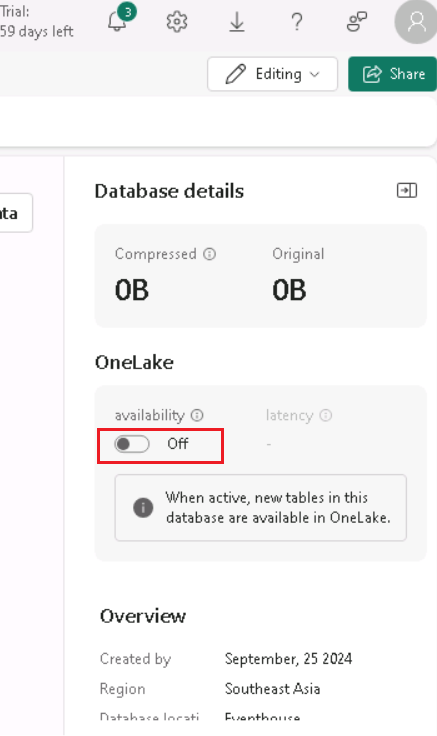 Trial:
59 days left
3
?
Editing
Share
ata
Database details
Compressed
Original
0B
0B
OneLake
availability
latency
Off
-
When active, new tables in this
database are available in OneLake.
Overview
Created by
September, 25 2024
Region
Southeast Asia
Database locati
Eventhouse